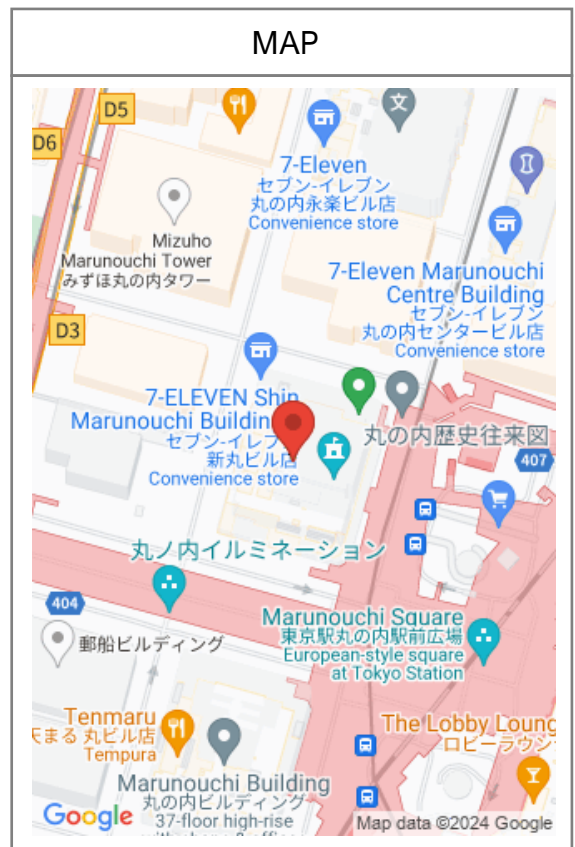 MAP
D5
D6
7-Eleven
セブン-イレブン
丸の内永楽ビル店
Convenience store
文
Mizuho
Marunouchi Tower
みずほ丸の内タワー
7-Eleven Marunouchi
Centre Building
セブン-イレブン
丸の内センタービル店
Convenience store
D3
7-ELEVEN Shin
Marunouchi Building
セブン-イレブ
新丸ビル店
Convenience store
丸の内歴史往来図
407
丸ノ内イルミネーション
404
郵船ビルディング
Marunouchi Square
東京駅丸の内駅前広場
European-style square
at Tokyo Station
Tenmaru
天まる 丸ビル店
Tempura
The Lobby Loung
ロビーラウン
Marunouchi Building
丸の内ビルディング
37-floor high-rise
Google
Map data ©2024 Google